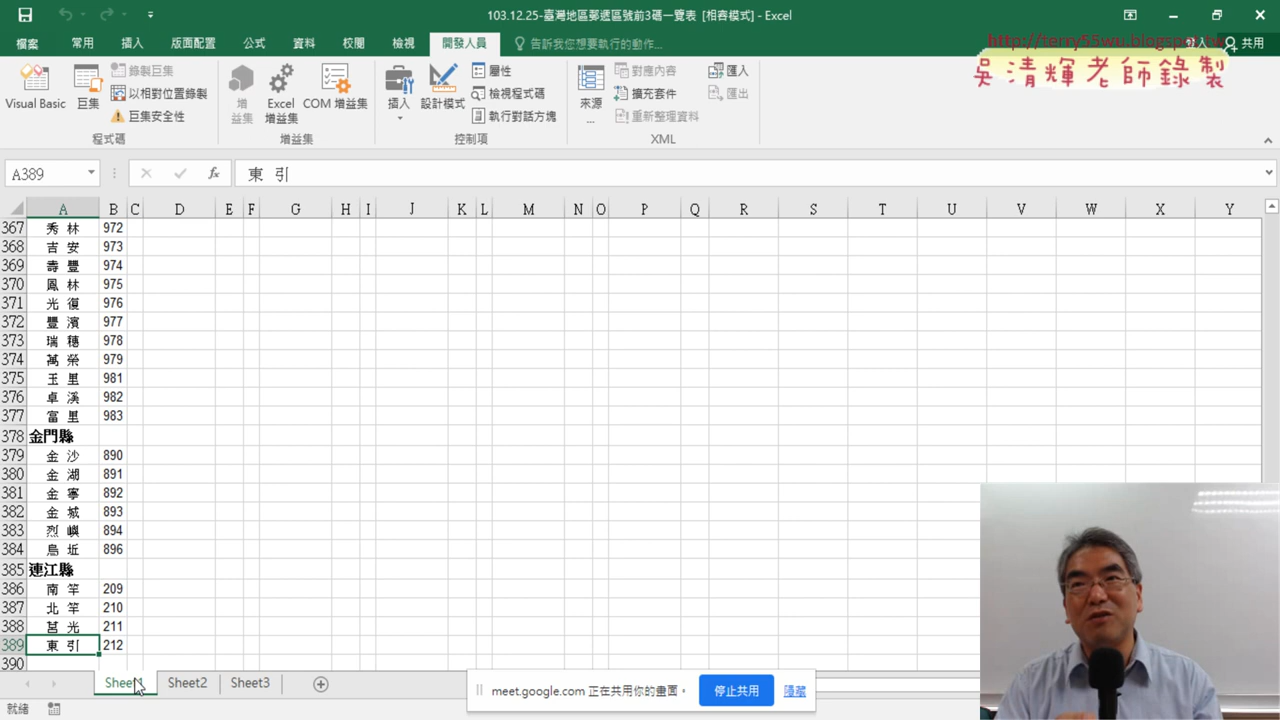 103.12.25-臺灣地區郵遞區號前3碼一覽表 [相容模式] - Excel
檔案 常用 插入 版面配置 公式 資料 校閱 檢視 開發人員 告訴我您想要執行的動作... 登入 共用
http://terry55wu.blogspot.tw
吳清輝老師錄製
Visual Basic 巨集 錄製巨集 以相對位置錄製 巨集安全性
增益集 Excel 增益集 COM 增益集
插入 設計模式 屬性 檢視程式碼 執行對話方塊
來源... 對應內容 擴充套件 重新整理資料 匯入 匯出
程式碼 增益集 控制項 XML
A389 fx 東 引
A B C D E F G H I J K L M N O P Q R S T U V W X Y
367 秀 林 972
368 吉 安 973
369 壽 豐 974
370 鳳 林 975
371 光 復 976
372 豐 濱 977
373 瑞 穗 978
374 萬 榮 979
375 玉 里 981
376 卓 溪 982
377 富 里 983
378 金門縣
379 金 沙 890
380 金 湖 891
381 金 寧 892
382 金 城 893
383 烈 嶼 894
384 烏 坵 896
385 連江縣
386 南 竿 209
387 北 竿 210
388 莒 光 211
389 東 引 212
390
Sheet1 Sheet2 Sheet3
meet.google.com 正在共用你的畫面。 停止共用 隱藏
就緒